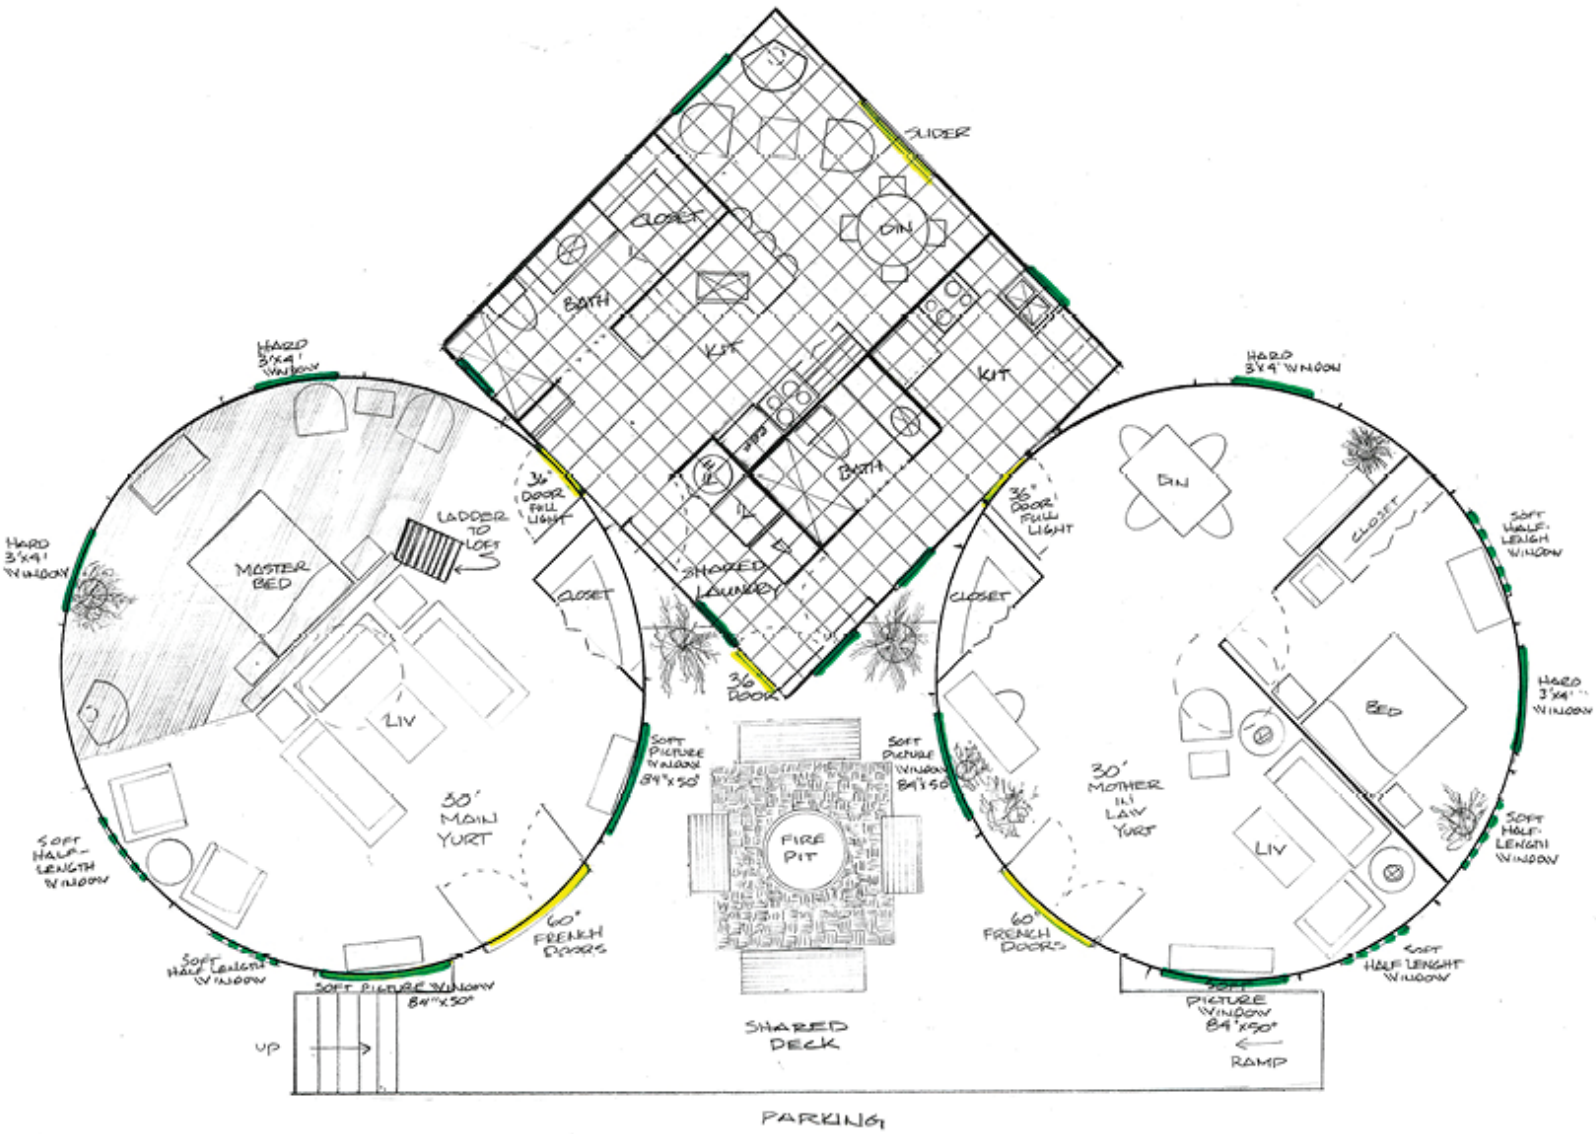 SLIDER
CLOSET
DIN
BATH
KIT
KIT
HARD
3'X4'
WINDOW
HARD
3'X4' WINDOW
REF
BATH
DIN
36"
DOOR
FULL
LIGHT
36"
DOOR
FULL
LIGHT
LADDER
TO
LOFT
CLOSET
SOFT
HALF-
LENGH
WINDOW
HARD
3'X4'
WINDOW
MASTER
BED
SHARED
LAUNDRY
CLOSET
CLOSET
36"
DOOR
HARD
3'X4'
WINDOW
LIV
BED
SOFT
PICTURE
WINDOW
84"X50"
SOFT
PICTURE
WINDOW
84"X50"
30'
MAIN
YURT
30'
MOTHER
IN
LAW
YURT
FIRE
PIT
LIV
SOFT
HALF-
LENGTH
WINDOW
SOFT
HALF-
LENGTH
WINDOW
60"
FRENCH
DOORS
60"
FRENCH
DOORS
SOFT
HALF LENGTH
WINDOW
SOFT
HALF LENGHT
WINDOW
SOFT PICTURE WINDOW
84"X50"
SOFT
PICTURE
WINDOW
84"X50"
SHARED
DECK
UP
RAMP
PARKING